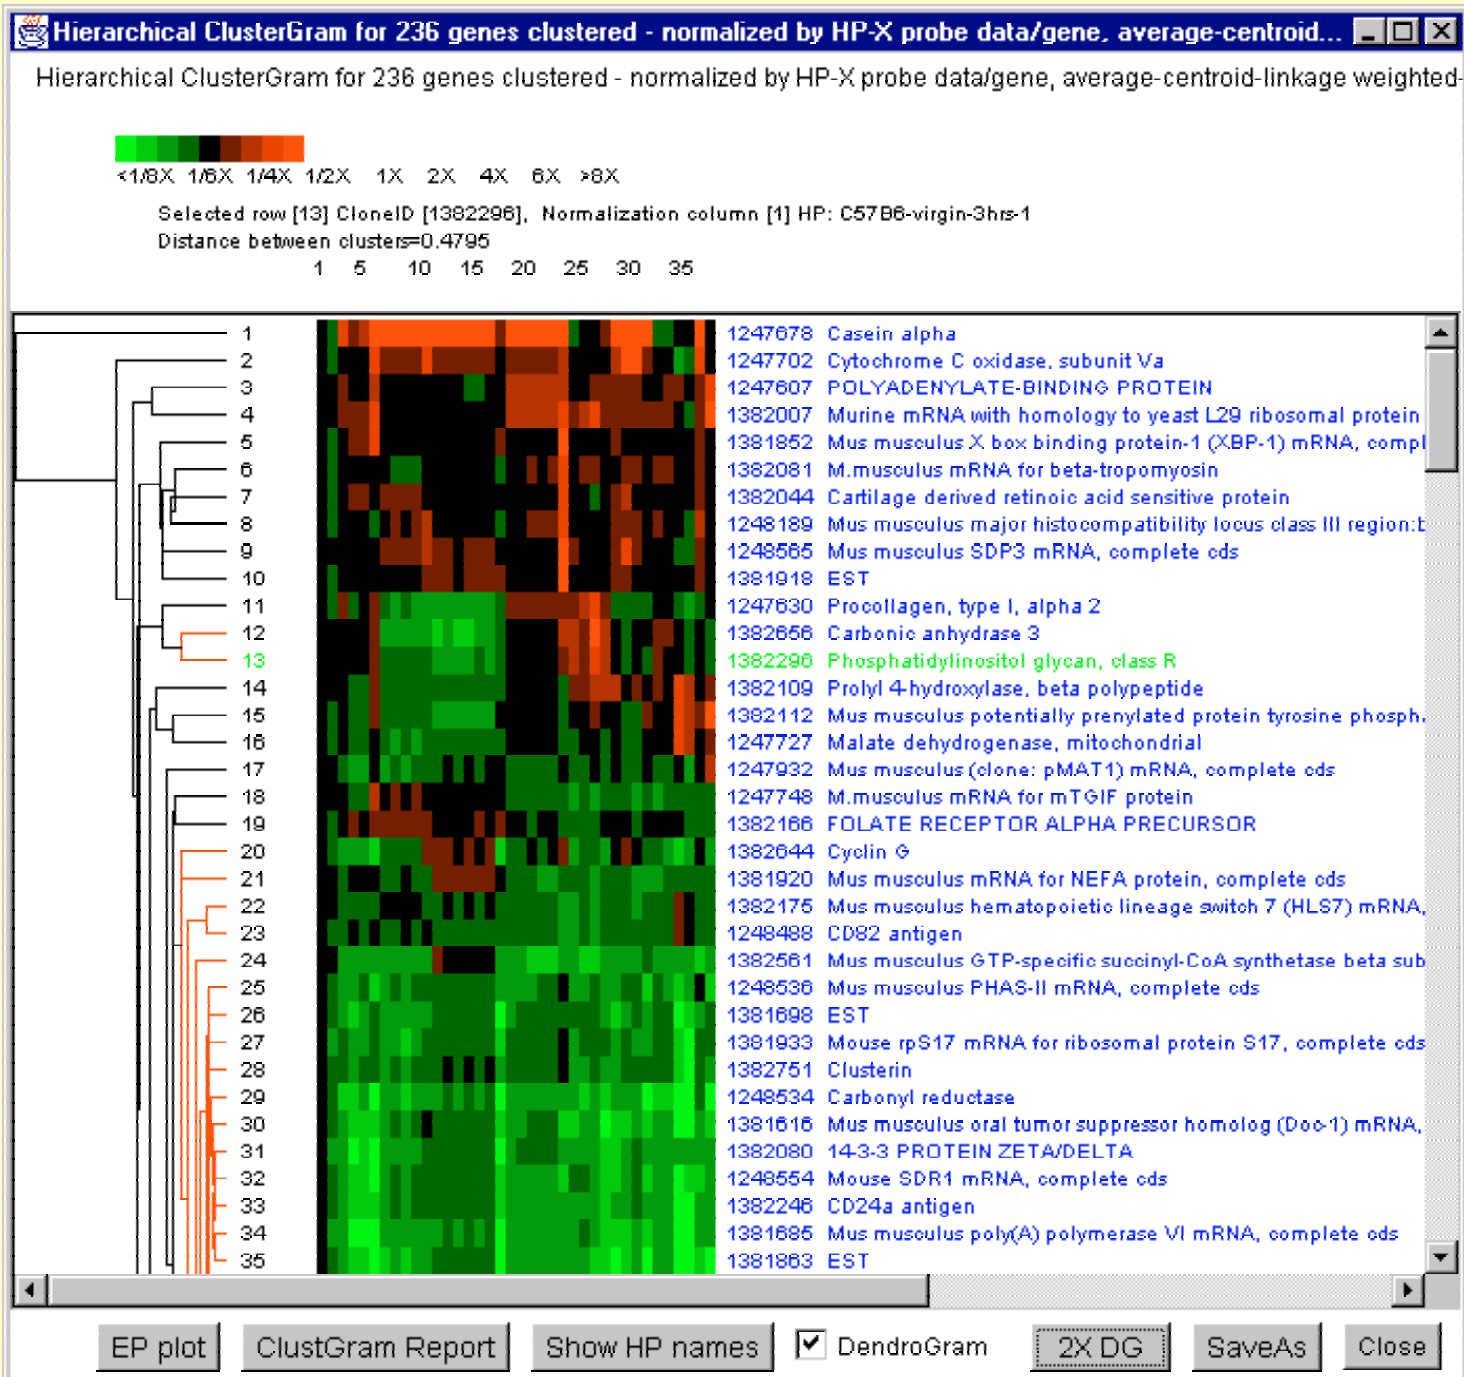 Hierarchical ClusterGram for 236 genes clustered - normalized by HP-X probe data/gene, average-centroid...
Hierarchical ClusterGram for 236 genes clustered - normalized by HP-X probe data/gene, average-centroid-linkage weighted-
<1/8X 1/6X 1/4X 1/2X 1X 2X 4X 6X >8X
Selected row [13] CloneID [1382296], Normalization column [1] HP: C57B6-virgin-3hrs-1
Distance between clusters=0.4795
1 5 10 15 20 25 30 35
1 1247678 Casein alpha
2 1247702 Cytochrome C oxidase, subunit Va
3 1247607 POLYADENYLATE-BINDING PROTEIN
4 1382007 Murine mRNA with homology to yeast L29 ribosomal protein
5 1381852 Mus musculus X box binding protein-1 (XBP-1) mRNA, compl
6 1382081 M.musculus mRNA for beta-tropomyosin
7 1382044 Cartilage derived retinoic acid sensitive protein
8 1248189 Mus musculus major histocompatibility locus class III region:t
9 1248565 Mus musculus SDP3 mRNA, complete cds
10 1381918 EST
11 1247630 Procollagen, type I, alpha 2
12 1382656 Carbonic anhydrase 3
13 1382296 Phosphatidylinositol glycan, class R
14 1382109 Prolyl 4-hydroxylase, beta polypeptide
15 1382112 Mus musculus potentially prenylated protein tyrosine phosph.
16 1247727 Malate dehydrogenase, mitochondrial
17 1247932 Mus musculus (clone: pMAT1) mRNA, complete cds
18 1247748 M.musculus mRNA for mTGIF protein
19 1382166 FOLATE RECEPTOR ALPHA PRECURSOR
20 1382644 Cyclin G
21 1381920 Mus musculus mRNA for NEFA protein, complete cds
22 1382175 Mus musculus hematopoietic lineage switch 7 (HLS7) mRNA,
23 1248488 CD82 antigen
24 1382561 Mus musculus GTP-specific succinyl-CoA synthetase beta sub
25 1248536 Mus musculus PHAS-II mRNA, complete cds
26 1381698 EST
27 1381933 Mouse rpS17 mRNA for ribosomal protein S17, complete cds
28 1382751 Clusterin
29 1248534 Carbonyl reductase
30 1381616 Mus musculus oral tumor suppressor homolog (Doc-1) mRNA,
31 1382080 14-3-3 PROTEIN ZETA/DELTA
32 1248554 Mouse SDR1 mRNA, complete cds
33 1382246 CD24a antigen
34 1381685 Mus musculus poly(A) polymerase VI mRNA, complete cds
35 1381863 EST
EP plot ClustGram Report Show HP names DendroGram 2X DG SaveAs Close